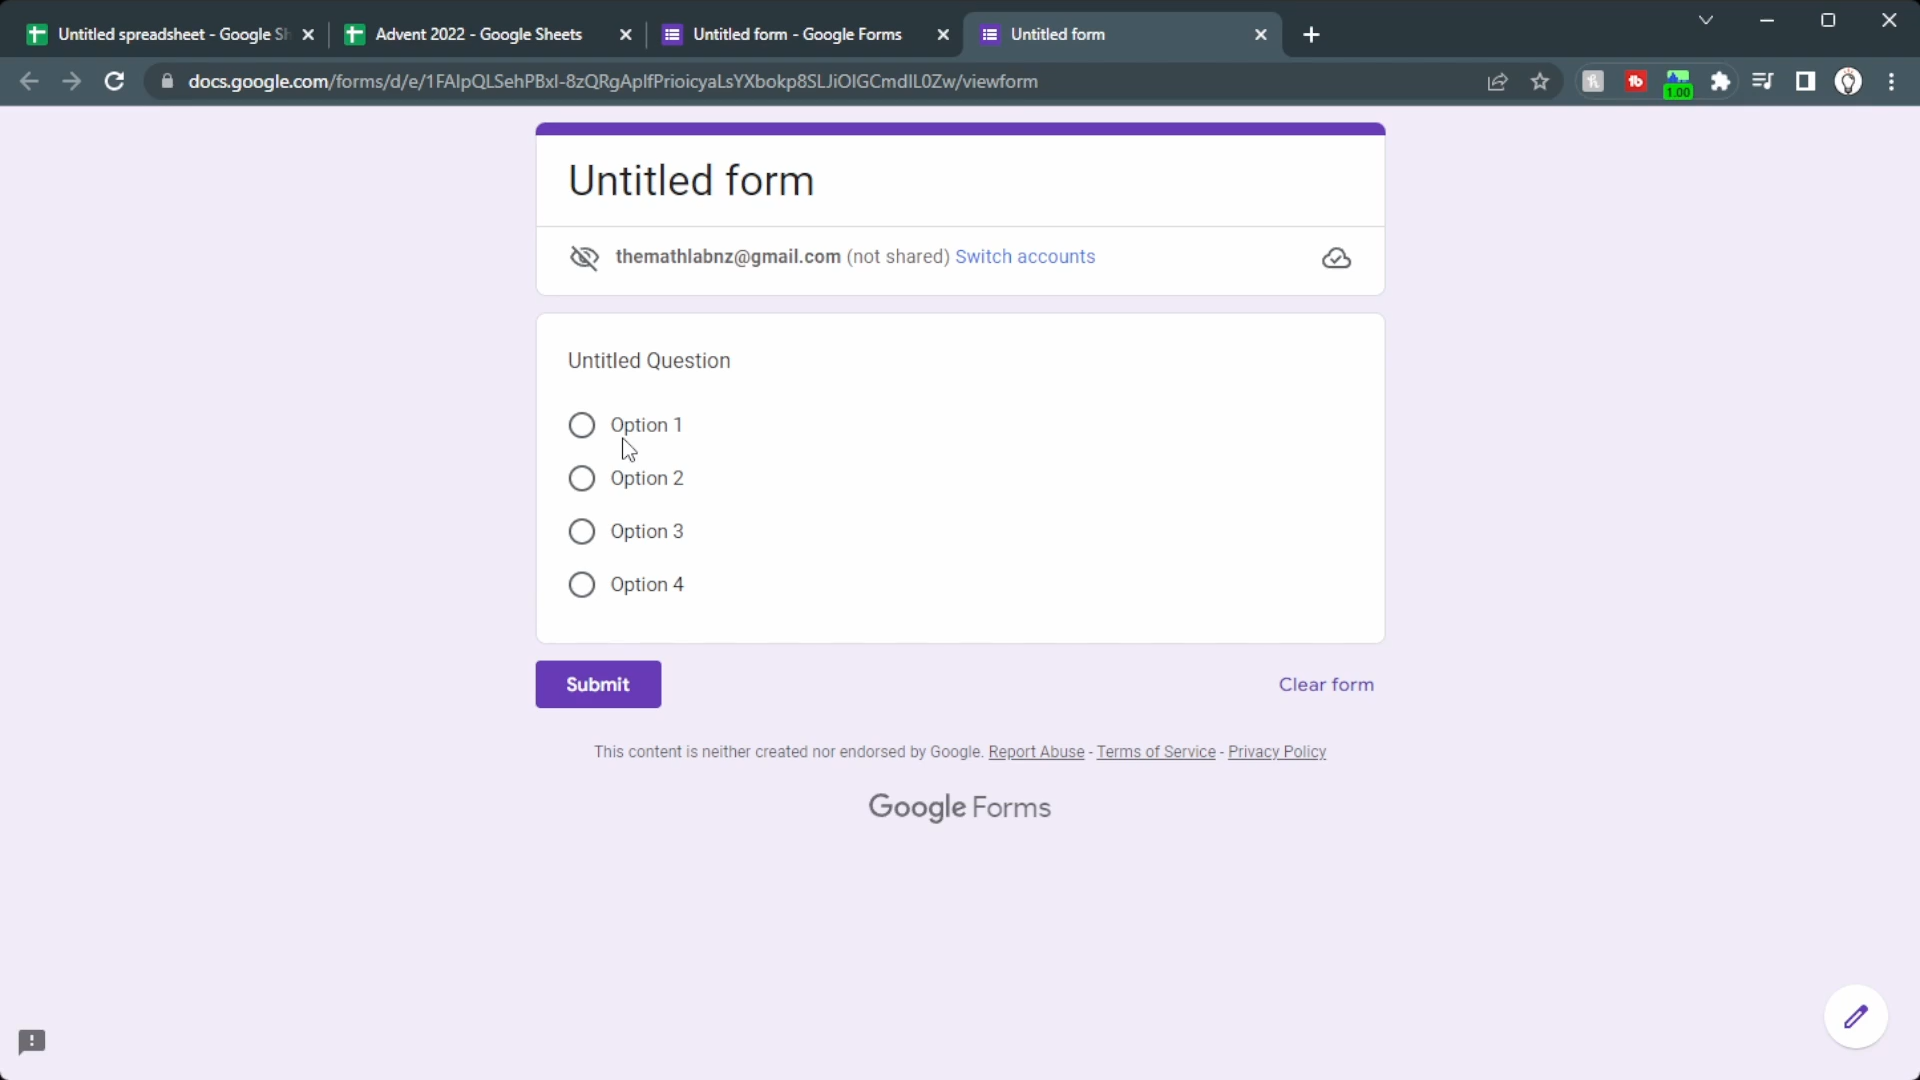 Untitled spreadsheet - Google Sh
Advent 2022 - Google Sheets
Untitled form - Google Forms
Untitled form
docs.google.com/forms/d/e/1FAIpQLSehPBxI-8zQRgApIfPrioicyaLsYXbokp8SLJiOIGCmdIL0Zw/viewform
1.00
Untitled form
themathlabnz@gmail.com (not shared) Switch accounts
Untitled Question
Option 1
Option 2
Option 3
Option 4
Submit
Clear form
This content is neither created nor endorsed by Google. Report Abuse - Terms of Service - Privacy Policy
Google Forms